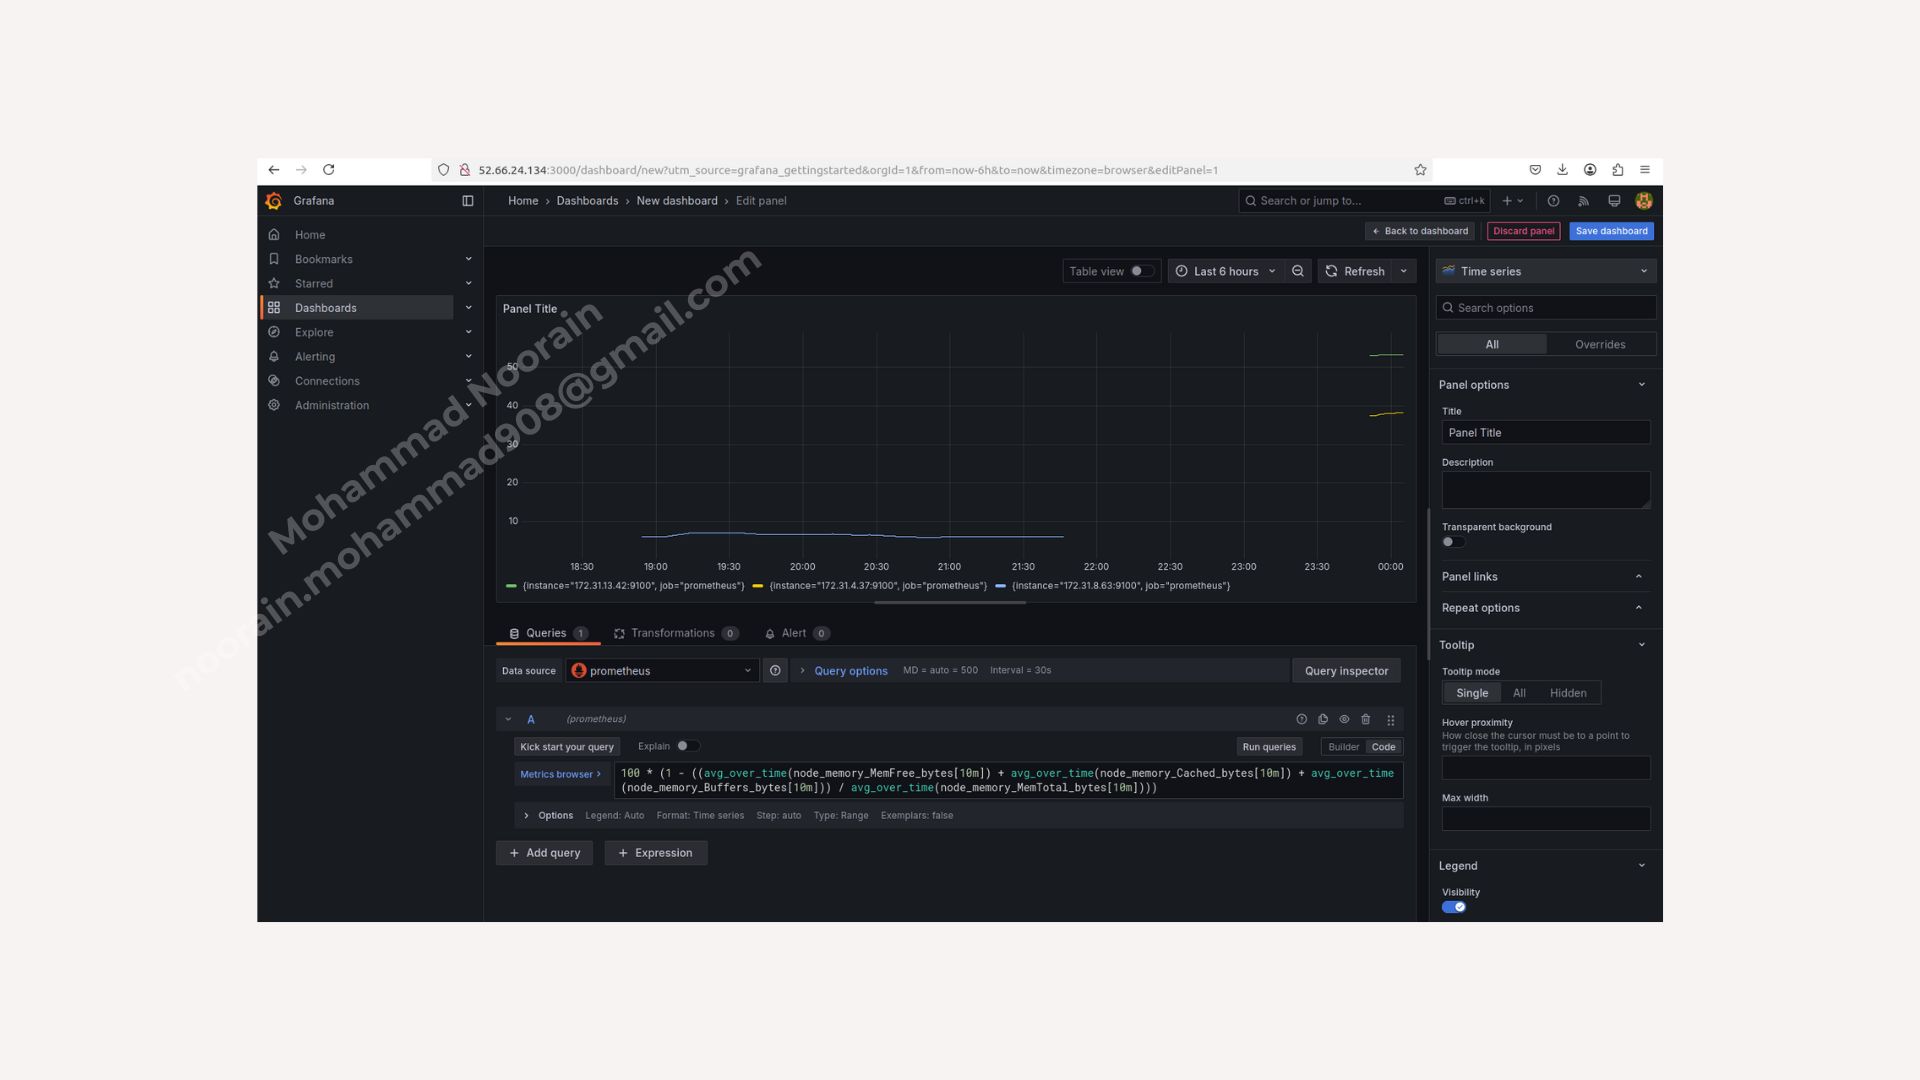 52.66.24.134:3000/dashboard/new?utm_source=grafana_gettingstarted&orgId=1&from=now-6h&to=now&timezone=browser&editPanel=1
Grafana
Home › Dashboards › New dashboard › Edit panel
Search or jump to...
ctrl+k
Back to dashboard
Discard panel
Save dashboard
Home
Bookmarks
Starred
Dashboards
Explore
Alerting
Connections
Administration
Mohammad Noorain
noorain.mohammad908@gmail.com
Table view
Last 6 hours
Refresh
Panel Title
50
40
30
20
10
18:30 19:00 19:30 20:00 20:30 21:00 21:30 22:00 22:30 23:00 23:30 00:00
{instance="172.31.13.42:9100", job="prometheus"} {instance="172.31.4.37:9100", job="prometheus"} {instance="172.31.8.63:9100", job="prometheus"}
Queries 1
Transformations 0
Alert 0
Data source
prometheus
Query options
MD = auto = 500
Interval = 30s
Query inspector
A
(prometheus)
Kick start your query
Explain
Run queries
Builder
Code
Metrics browser
100 * (1 - ((avg_over_time(node_memory_MemFree_bytes[10m]) + avg_over_time(node_memory_Cached_bytes[10m]) + avg_over_time
(node_memory_Buffers_bytes[10m])) / avg_over_time(node_memory_MemTotal_bytes[10m])))
Options
Legend: Auto
Format: Time series
Step: auto
Type: Range
Exemplars: false
+ Add query
+ Expression
Time series
Search options
All
Overrides
Panel options
Title
Panel Title
Description
Transparent background
Panel links
Repeat options
Tooltip
Tooltip mode
Single
All
Hidden
Hover proximity
How close the cursor must be to a point to
trigger the tooltip, in pixels
Max width
Legend
Visibility